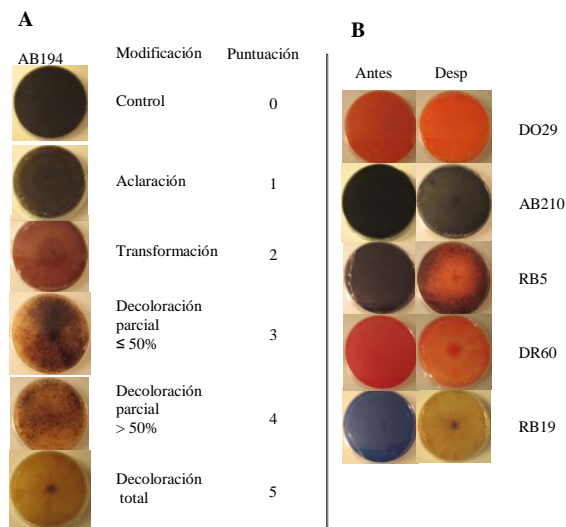 A
AB194
Modificación
Puntuación
Control
0
Aclaración
1
Transformación
2
Decoloración
parcial
≤ 50%
3
Decoloración
parcial
> 50%
4
Decoloración
total
5
B
Antes
Desp
DO29
AB210
RB5
DR60
RB19